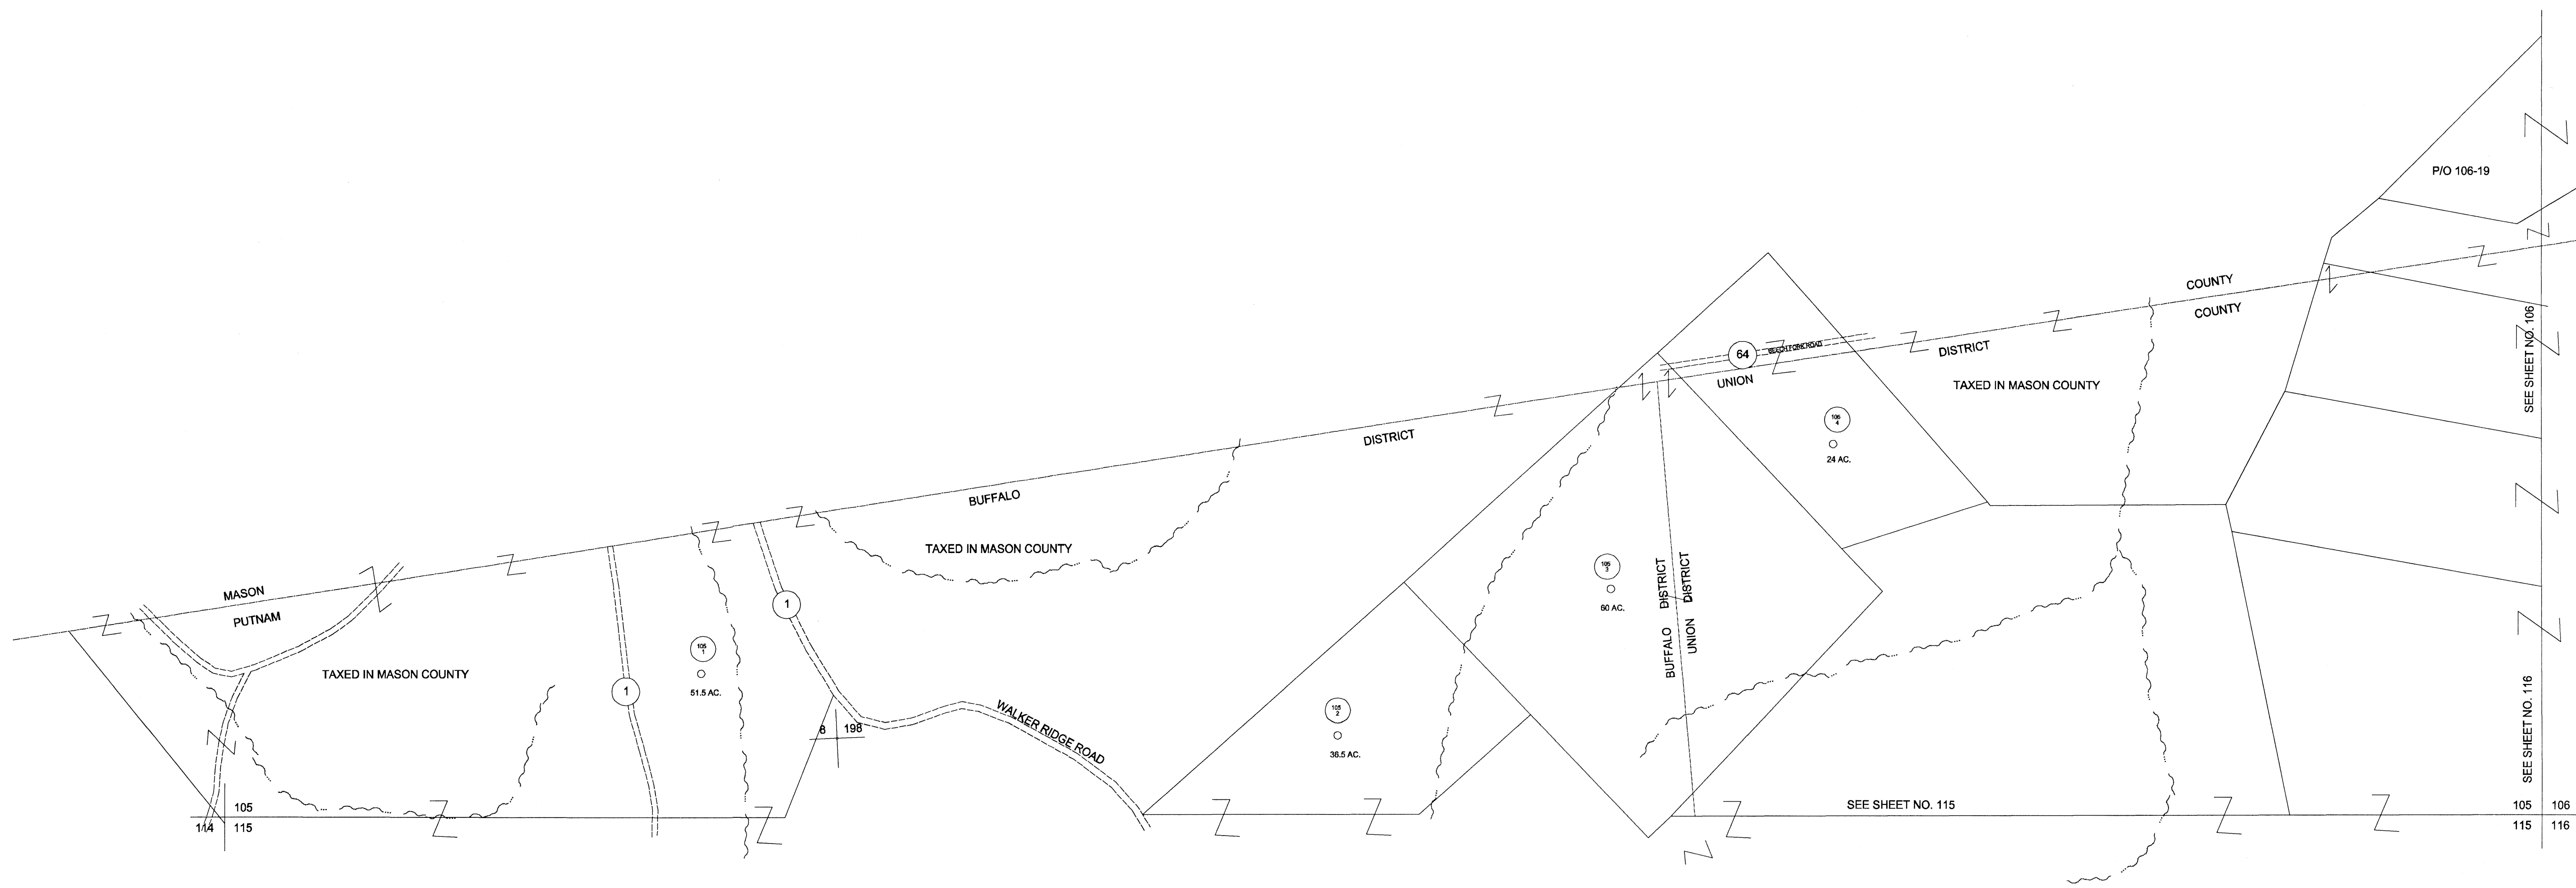 P/O 106-19
COUNTY
COUNTY
SEE SHEET NO. 106
64
DISTRICT
UNION
TAXED IN MASON COUNTY
106
4
24 AC.
DISTRICT
BUFFALO
TAXED IN MASON COUNTY
MASON
PUTNAM
TAXED IN MASON COUNTY
1
1
105
1
51.5 AC.
105
3
60 AC.
BUFFALO DISTRICT
UNION DISTRICT
8 198
WALKER RIDGE ROAD
105
2
36.5 AC.
SEE SHEET NO. 116
105
114 115
SEE SHEET NO. 115
105 106
115 116